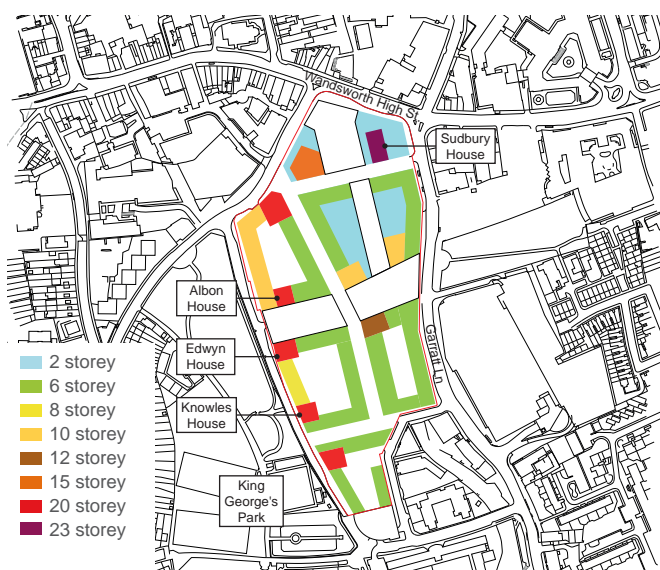 Wandsworth High St
Sudbury
House
Albon
House
Edwyn
House
Garratt Ln
Knowles
House
King
George's
Park
2 storey
6 storey
8 storey
10 storey
12 storey
15 storey
20 storey
23 storey